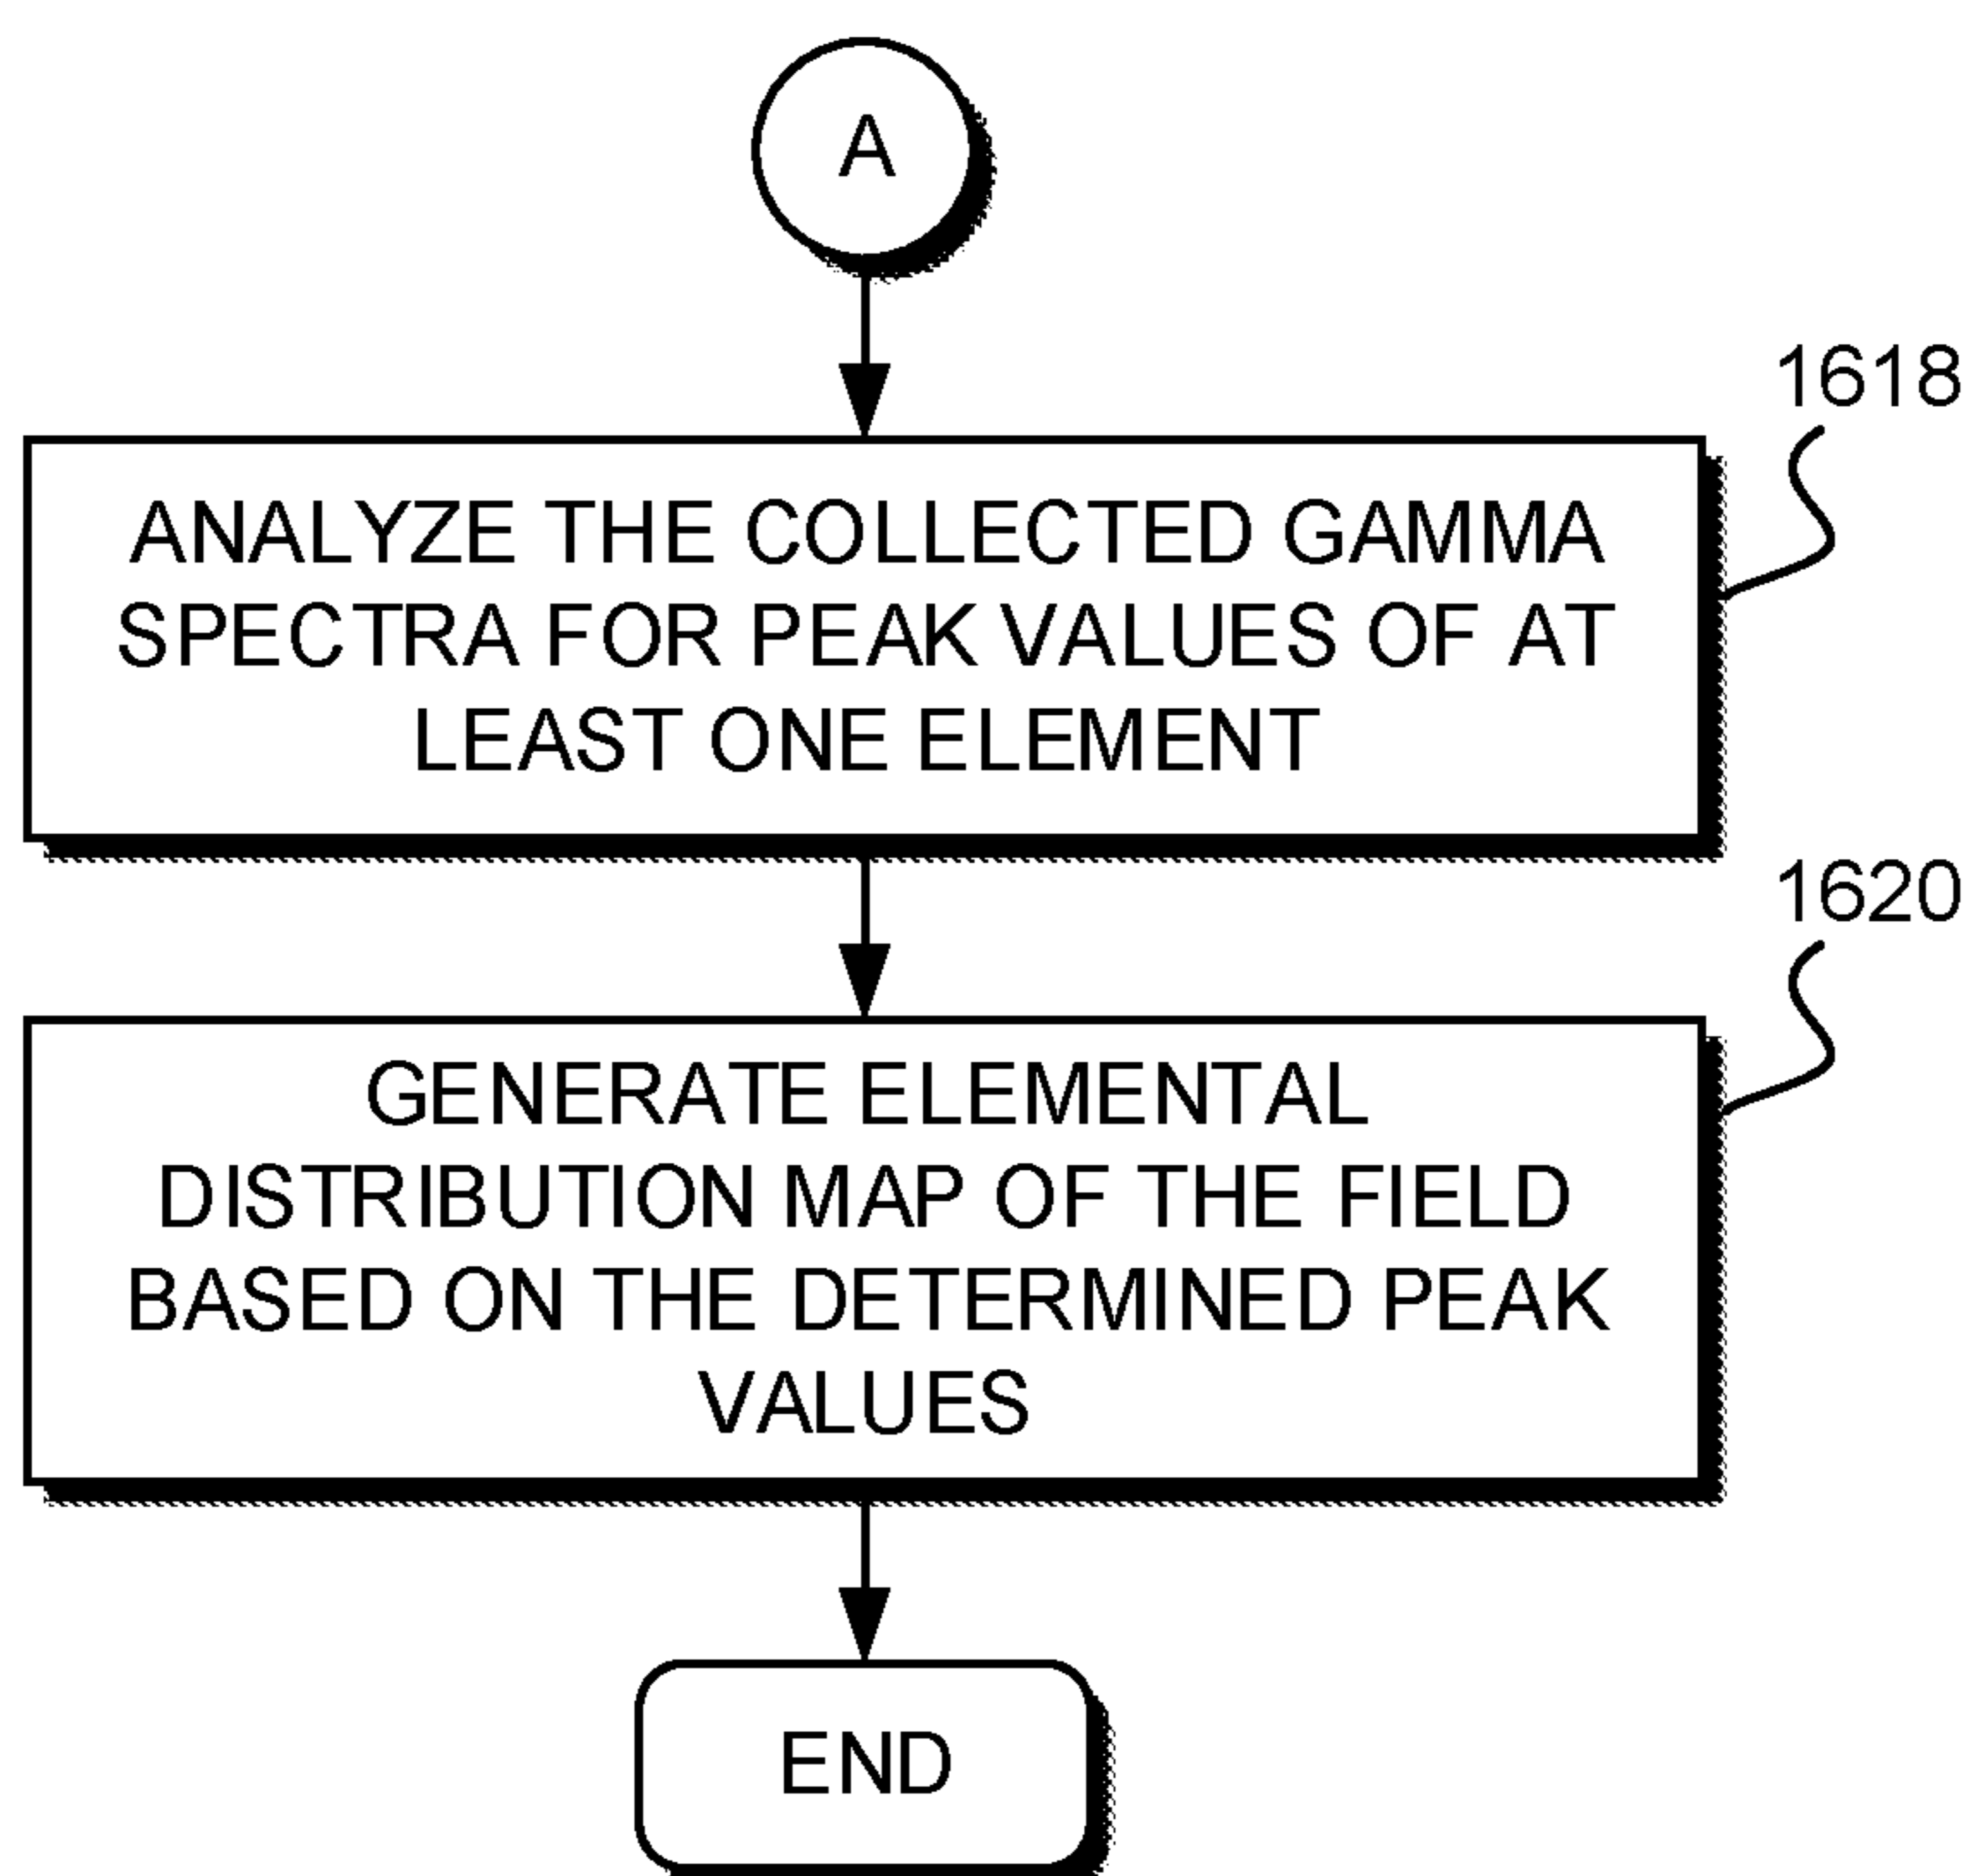 A
1618
ANALYZE THE COLLECTED GAMMA
SPECTRA FOR PEAK VALUES OF AT
LEAST ONE ELEMENT
1620
GENERATE ELEMENTAL
DISTRIBUTION MAP OF THE FIELD
BASED ON THE DETERMINED PEAK
VALUES
END